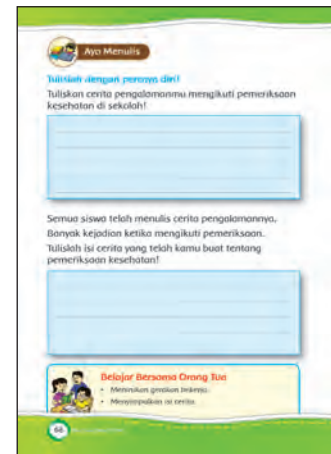 Ayo Menulis
Tulislah dengan percaya diri!
Tuliskan cerita pengalamanmu mengikuti pemeriksaan
kesehatan di sekolah!
Semua siswa telah menulis cerita pengalamannya.
Banyak kejadian ketika mengikuti pemeriksaan.
Tulislah isi cerita yang telah kamu buat tentang
pemeriksaan kesehatan!
Belajar Bersama Orang Tua
• Menirukan gerakan bekerja.
• Menyimpulkan isi cerita.
66